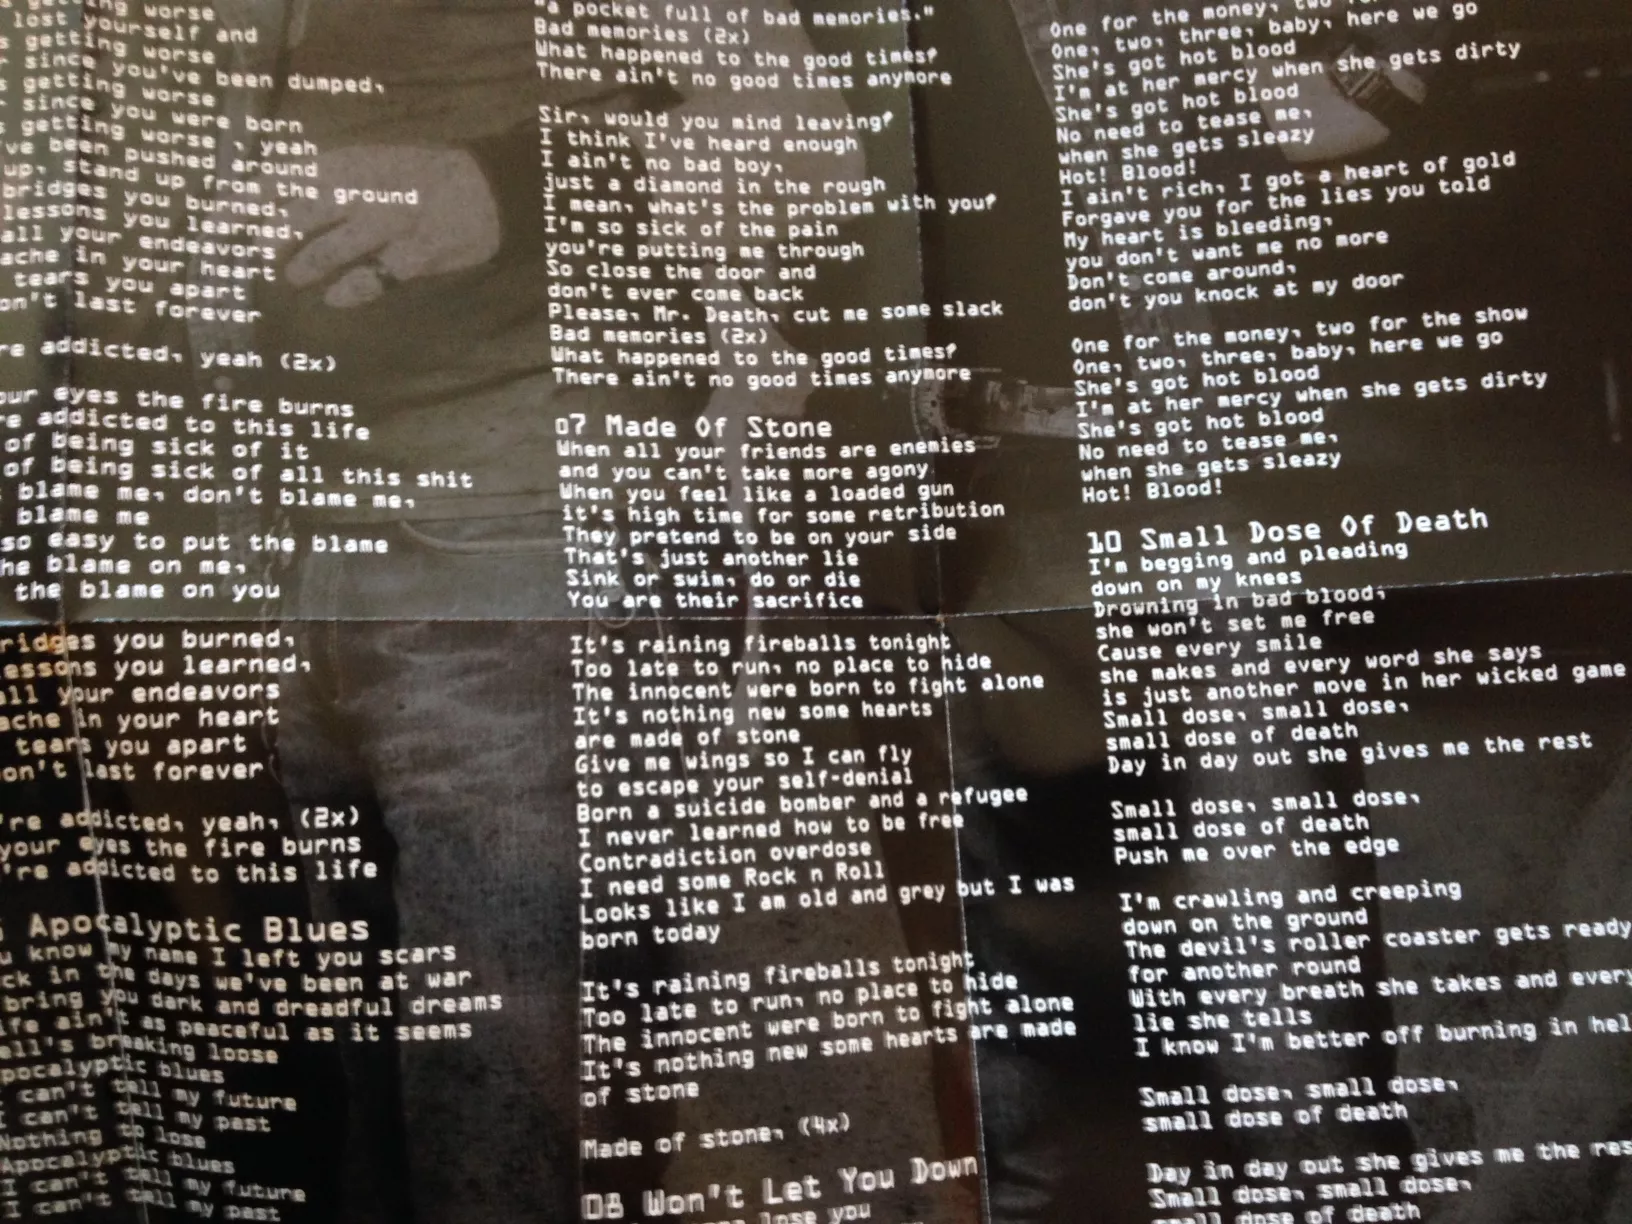 getting worse
lost yourself and
getting worse
since you've been dumped,
getting worse
since you were born
getting worse , yeah
've been pushed around
up, stand up from the ground
bridges you burned,
lessons you learned,
all your endeavors
ache in your heart
tears you apart
on't last forever
re addicted, yeah (2x)
our eyes the fire burns
re addicted to this life
of being sick of it
of being sick of all this shit
blame me, don't blame me,
blame me
so easy to put the blame
he blame on me,
the blame on you
ridges you burned,
lessons you learned,
all your endeavors
ache in your heart
tears you apart
on't last forever
're addicted, yeah, (2x)
your eyes the fire burns
're addicted to this life
Apocalyptic Blues
u know my name I left you scars
ck in the days we've been at war
bring you dark and dreadful dreams
ife ain't as peaceful as it seems
ell's breaking loose
pocalyptic blues
can't tell my future
I can't tell my past
Nothing to lose
Apocalyptic blues
I can't tell my future
I can't tell my past
"a pocket full of bad memories."
Bad memories (2x)
What happened to the good times?
There ain't no good times anymore
Sir, would you mind leaving?
I think I've heard enough
I ain't no bad boy,
just a diamond in the rough
I mean, what's the problem with you?
I'm so sick of the pain
you're putting me through
So close the door and
don't ever come back
Please, Mr. Death, cut me some slack
Bad memories (2x)
What happened to the good times?
There ain't no good times anymore
07 Made Of Stone
When all your friends are enemies
and you can't take more agony
When you feel like a loaded gun
it's high time for some retribution
They pretend to be on your side
That's just another lie
Sink or swim, do or die
You are their sacrifice
It's raining fireballs tonight
Too late to run, no place to hide
The innocent were born to fight alone
It's nothing new some hearts
are made of stone
Give me wings so I can fly
to escape your self-denial
Born a suicide bomber and a refugee
I never learned how to be free
Contradiction overdose
I need some Rock n Roll
Looks like I am old and grey but I was
born today
It's raining fireballs tonight
Too late to run, no place to hide
The innocent were born to fight alone
It's nothing new some hearts are made
of stone
Made of stone, (4x)
08 Won't Let You Down
lose you
One for the money, two
One, two, three, baby, here we go
She's got hot blood
I'm at her mercy when she gets dirty
She's got hot blood
No need to tease me,
when she gets sleazy
Hot! Blood!
I ain't rich, I got a heart of gold
Forgave you for the lies you told
My heart is bleeding,
you don't want me no more
Don't come around,
don't you knock at my door
One for the money, two for the show
One, two, three, baby, here we go
She's got hot blood
I'm at her mercy when she gets dirty
She's got hot blood
No need to tease me,
when she gets sleazy
Hot! Blood!
10 Small Dose Of Death
I'm begging and pleading
down on my knees
Drowning in bad blood,
she won't set me free
Cause every smile
she makes and every word she says
is just another move in her wicked game
Small dose, small dose,
small dose of death
Day in day out she gives me the rest
Small dose, small dose,
small dose of death
Push me over the edge
I'm crawling and creeping
down on the ground
The devil's roller coaster gets ready
for another round
With every breath she takes and every
lie she tells
I know I'm better off burning in hel
Small dose, small dose,
small dose of death
Day in day out she gives me the res
Small dose, small dose,
small dose of death